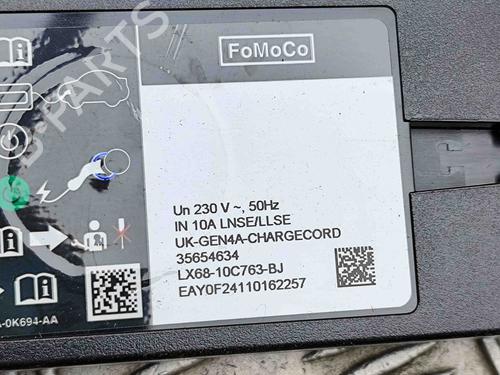 FoMoCo
Un 230 V ~, 50Hz
IN 10A LNSE/LLSE
UK-GEN4A-CHARGECORD
35654634
LX68-10C763-BJ
EAY0F24110162257
-0K694-AA